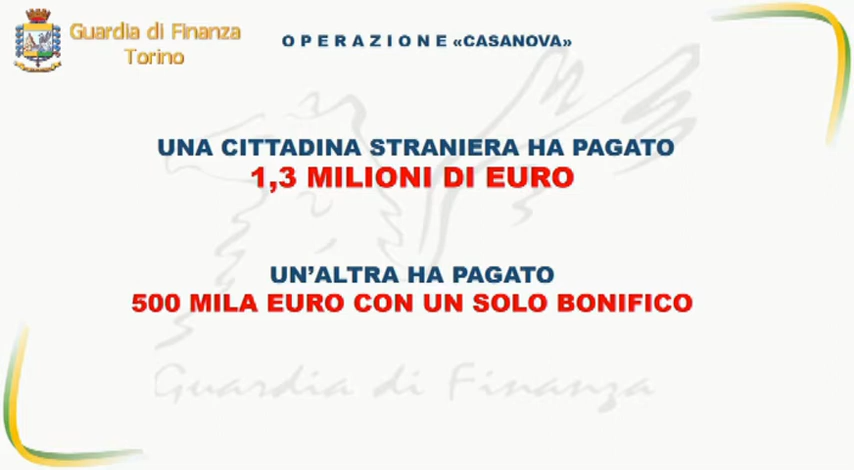 Guardia di Finanza
Torino
OPERAZIONE «CASANOVA»
UNA CITTADINA STRANIERA HA PAGATO
1,3 MILIONI DI EURO
UN’ALTRA HA PAGATO
500 MILA EURO CON UN SOLO BONIFICO
Guardia di Finanza